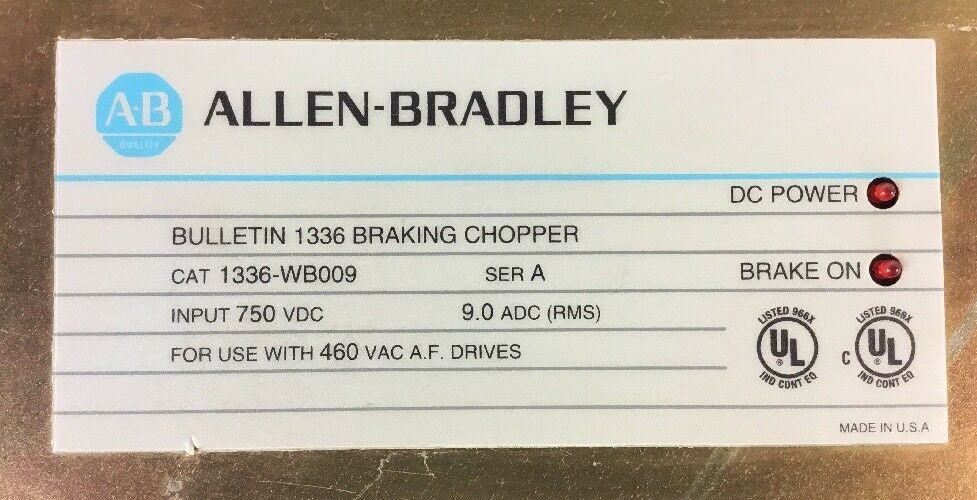 A-B
QUALITY
ALLEN-BRADLEY
DC POWER
BULLETIN 1336 BRAKING CHOPPER
CAT 1336-WB009 SER A
BRAKE ON
INPUT 750 VDC 9.0 ADC (RMS)
FOR USE WITH 460 VAC A.F. DRIVES
LISTED 966X
UL
IND CONT EQ
LISTED 966X
C UL
IND CONT EQ
MADE IN U.S.A